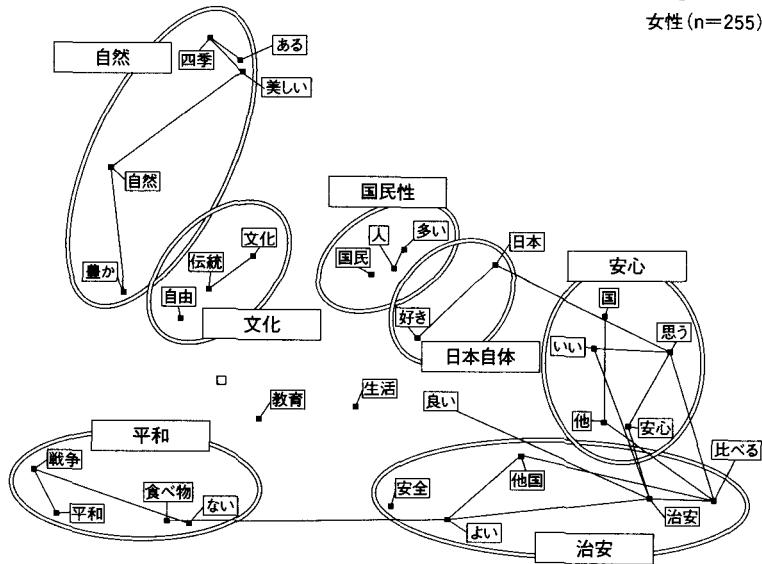 女性(n=255)
ある
四季
自然
美しい
自然
国民性
文化
人
多い
日本
伝統
国民
安心
豊か
自由
国
文化
好き
思う
いい
日本自体
教育
生活
良い
他
安心
平和
戦争
比べる
食べ物
安全
他国
平和
ない
よい
治安
治安